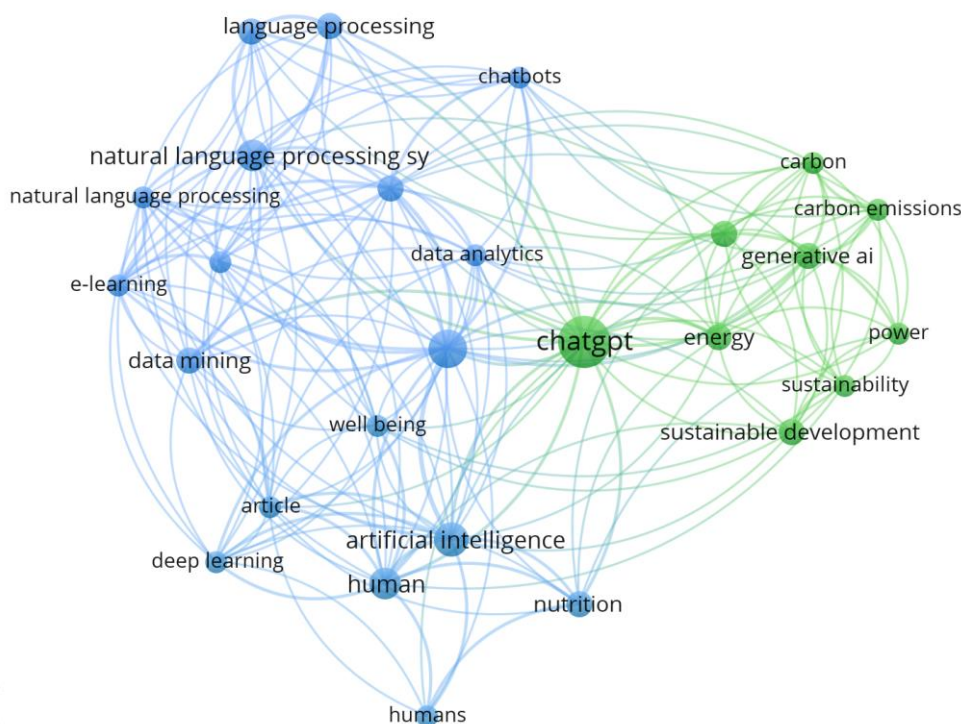 language processing
chatbots
natural language processing sy
carbon
natural language processing
carbon emissions
data analytics
generative ai
e-learning
chatgpt
energy
power
data mining
sustainability
well being
sustainable development
article
artificial intelligence
deep learning
human
nutrition
humans